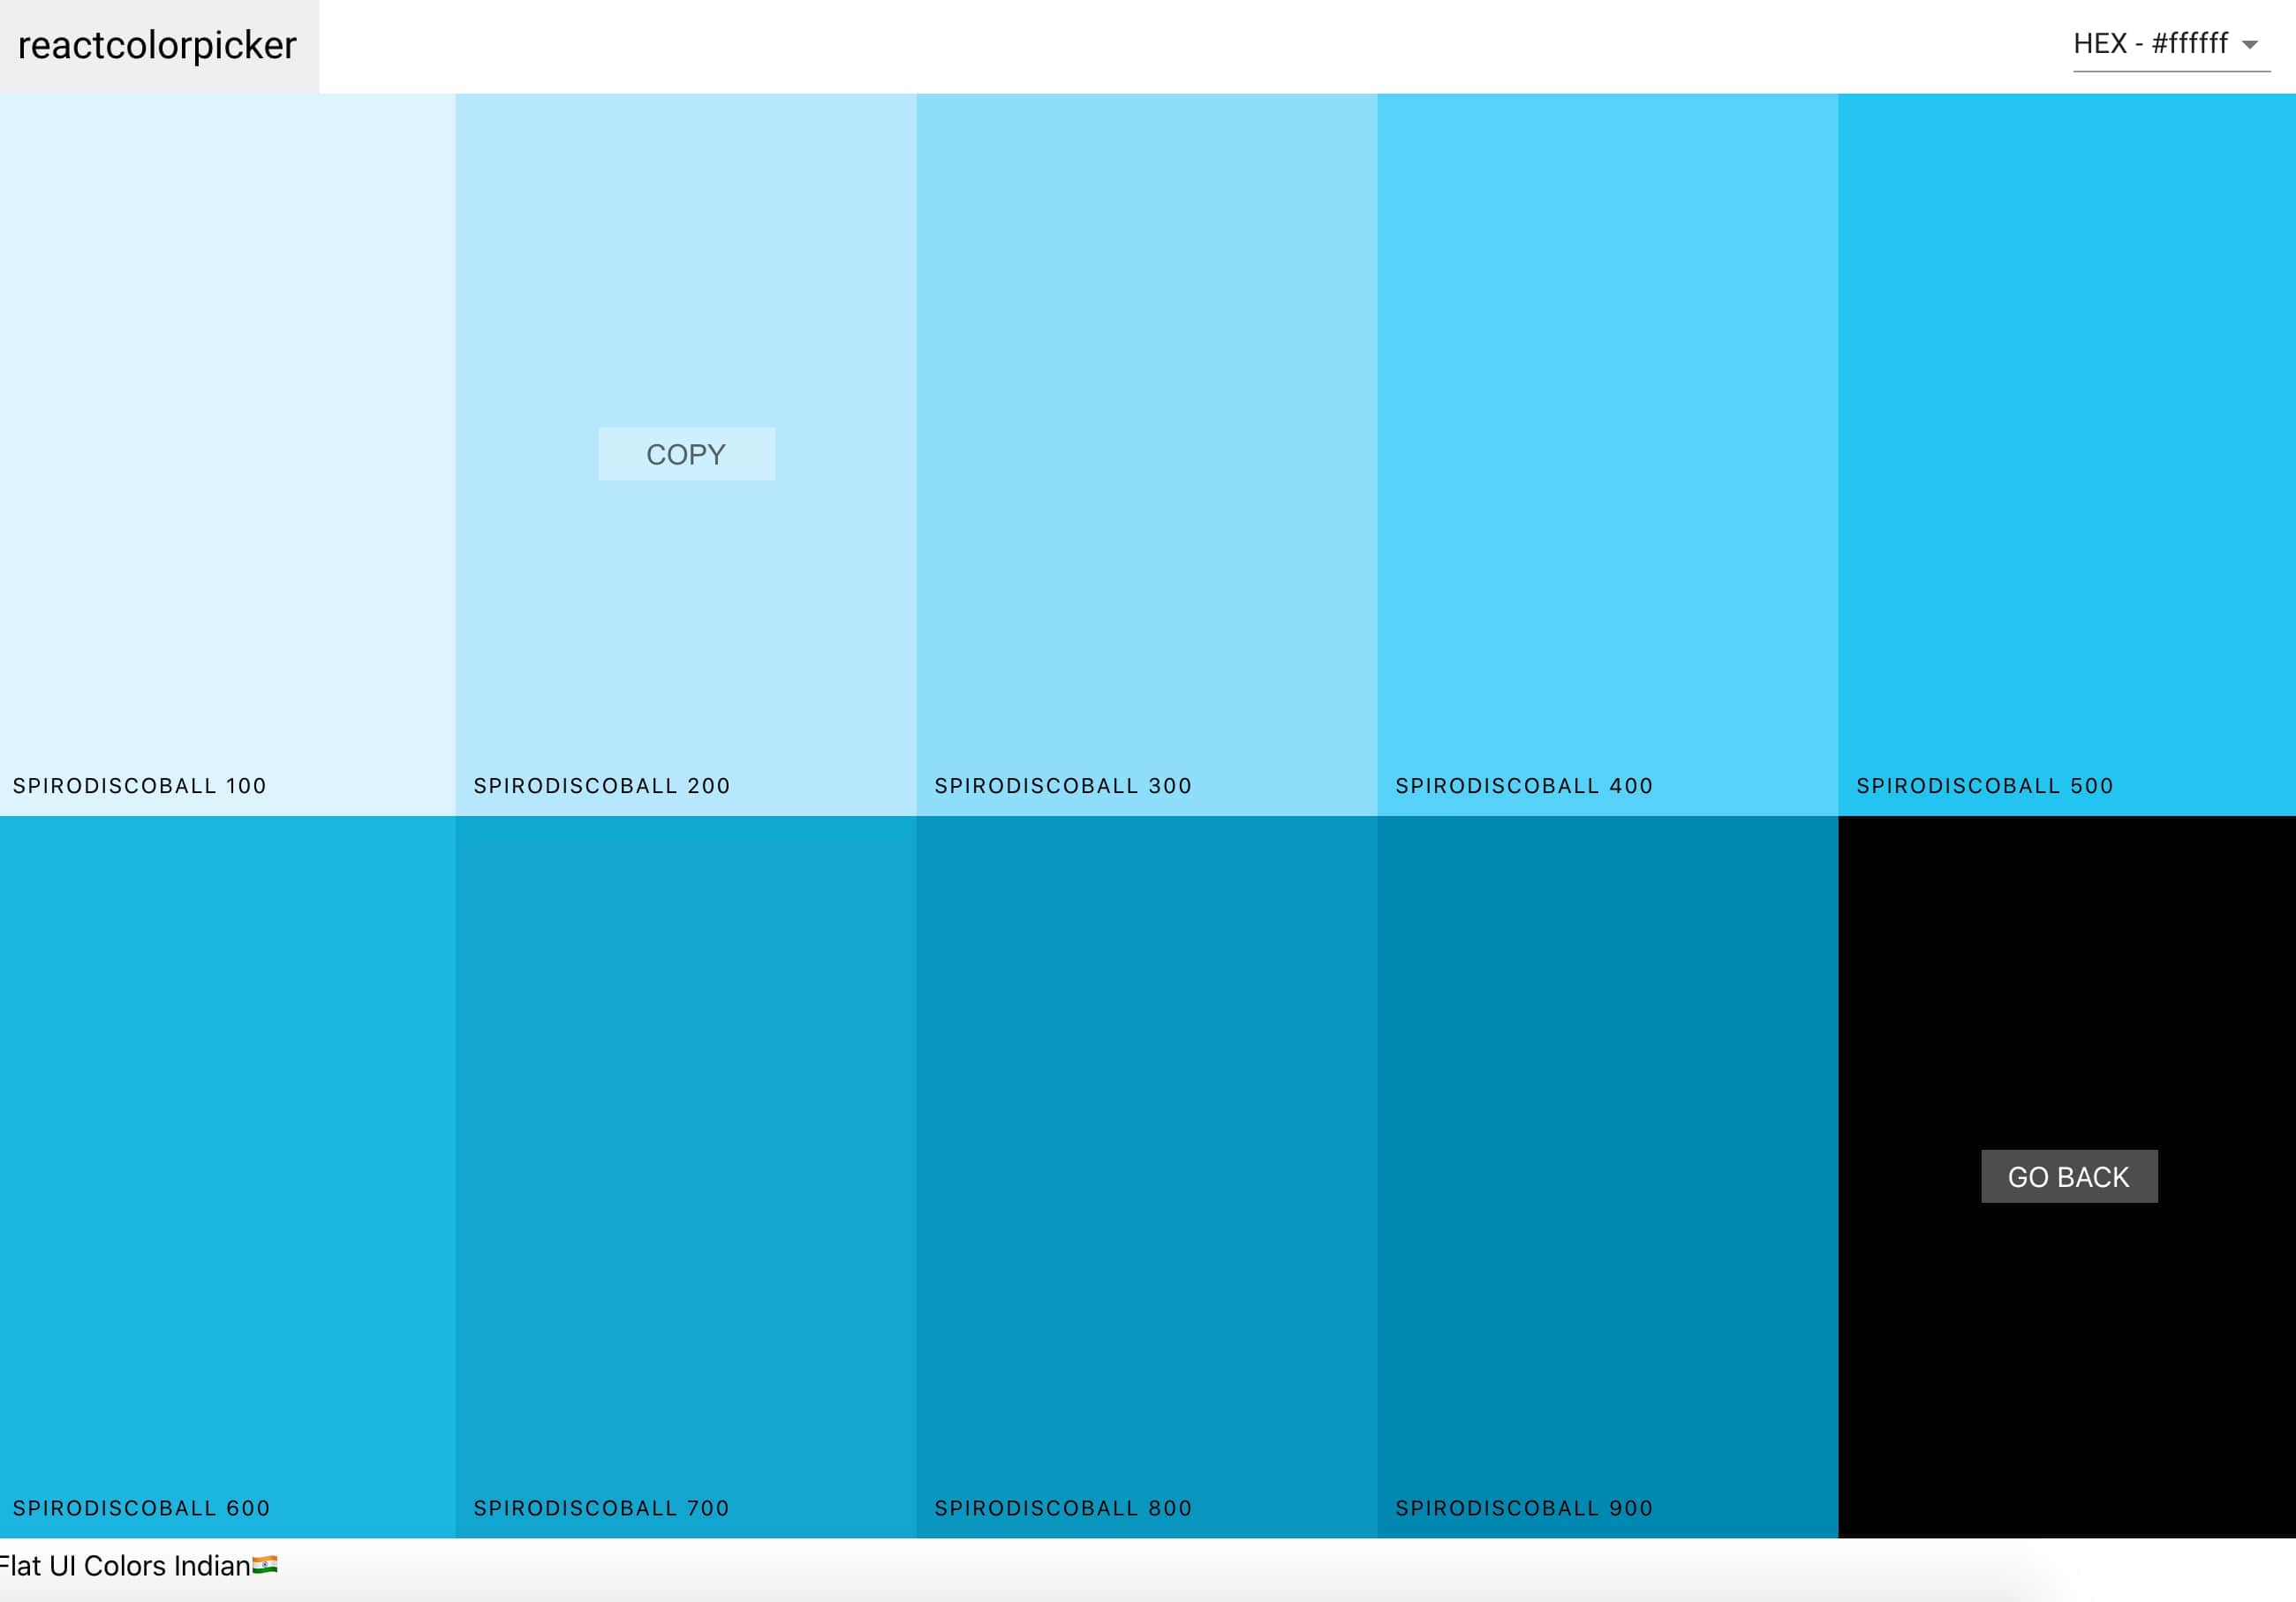 reactcolorpicker
HEX - #ffffff
COPY
SPIRODISCOBALL 100
SPIRODISCOBALL 200
SPIRODISCOBALL 300
SPIRODISCOBALL 400
SPIRODISCOBALL 500
GO BACK
SPIRODISCOBALL 600
SPIRODISCOBALL 700
SPIRODISCOBALL 800
SPIRODISCOBALL 900
Flat UI Colors Indian🇮🇳